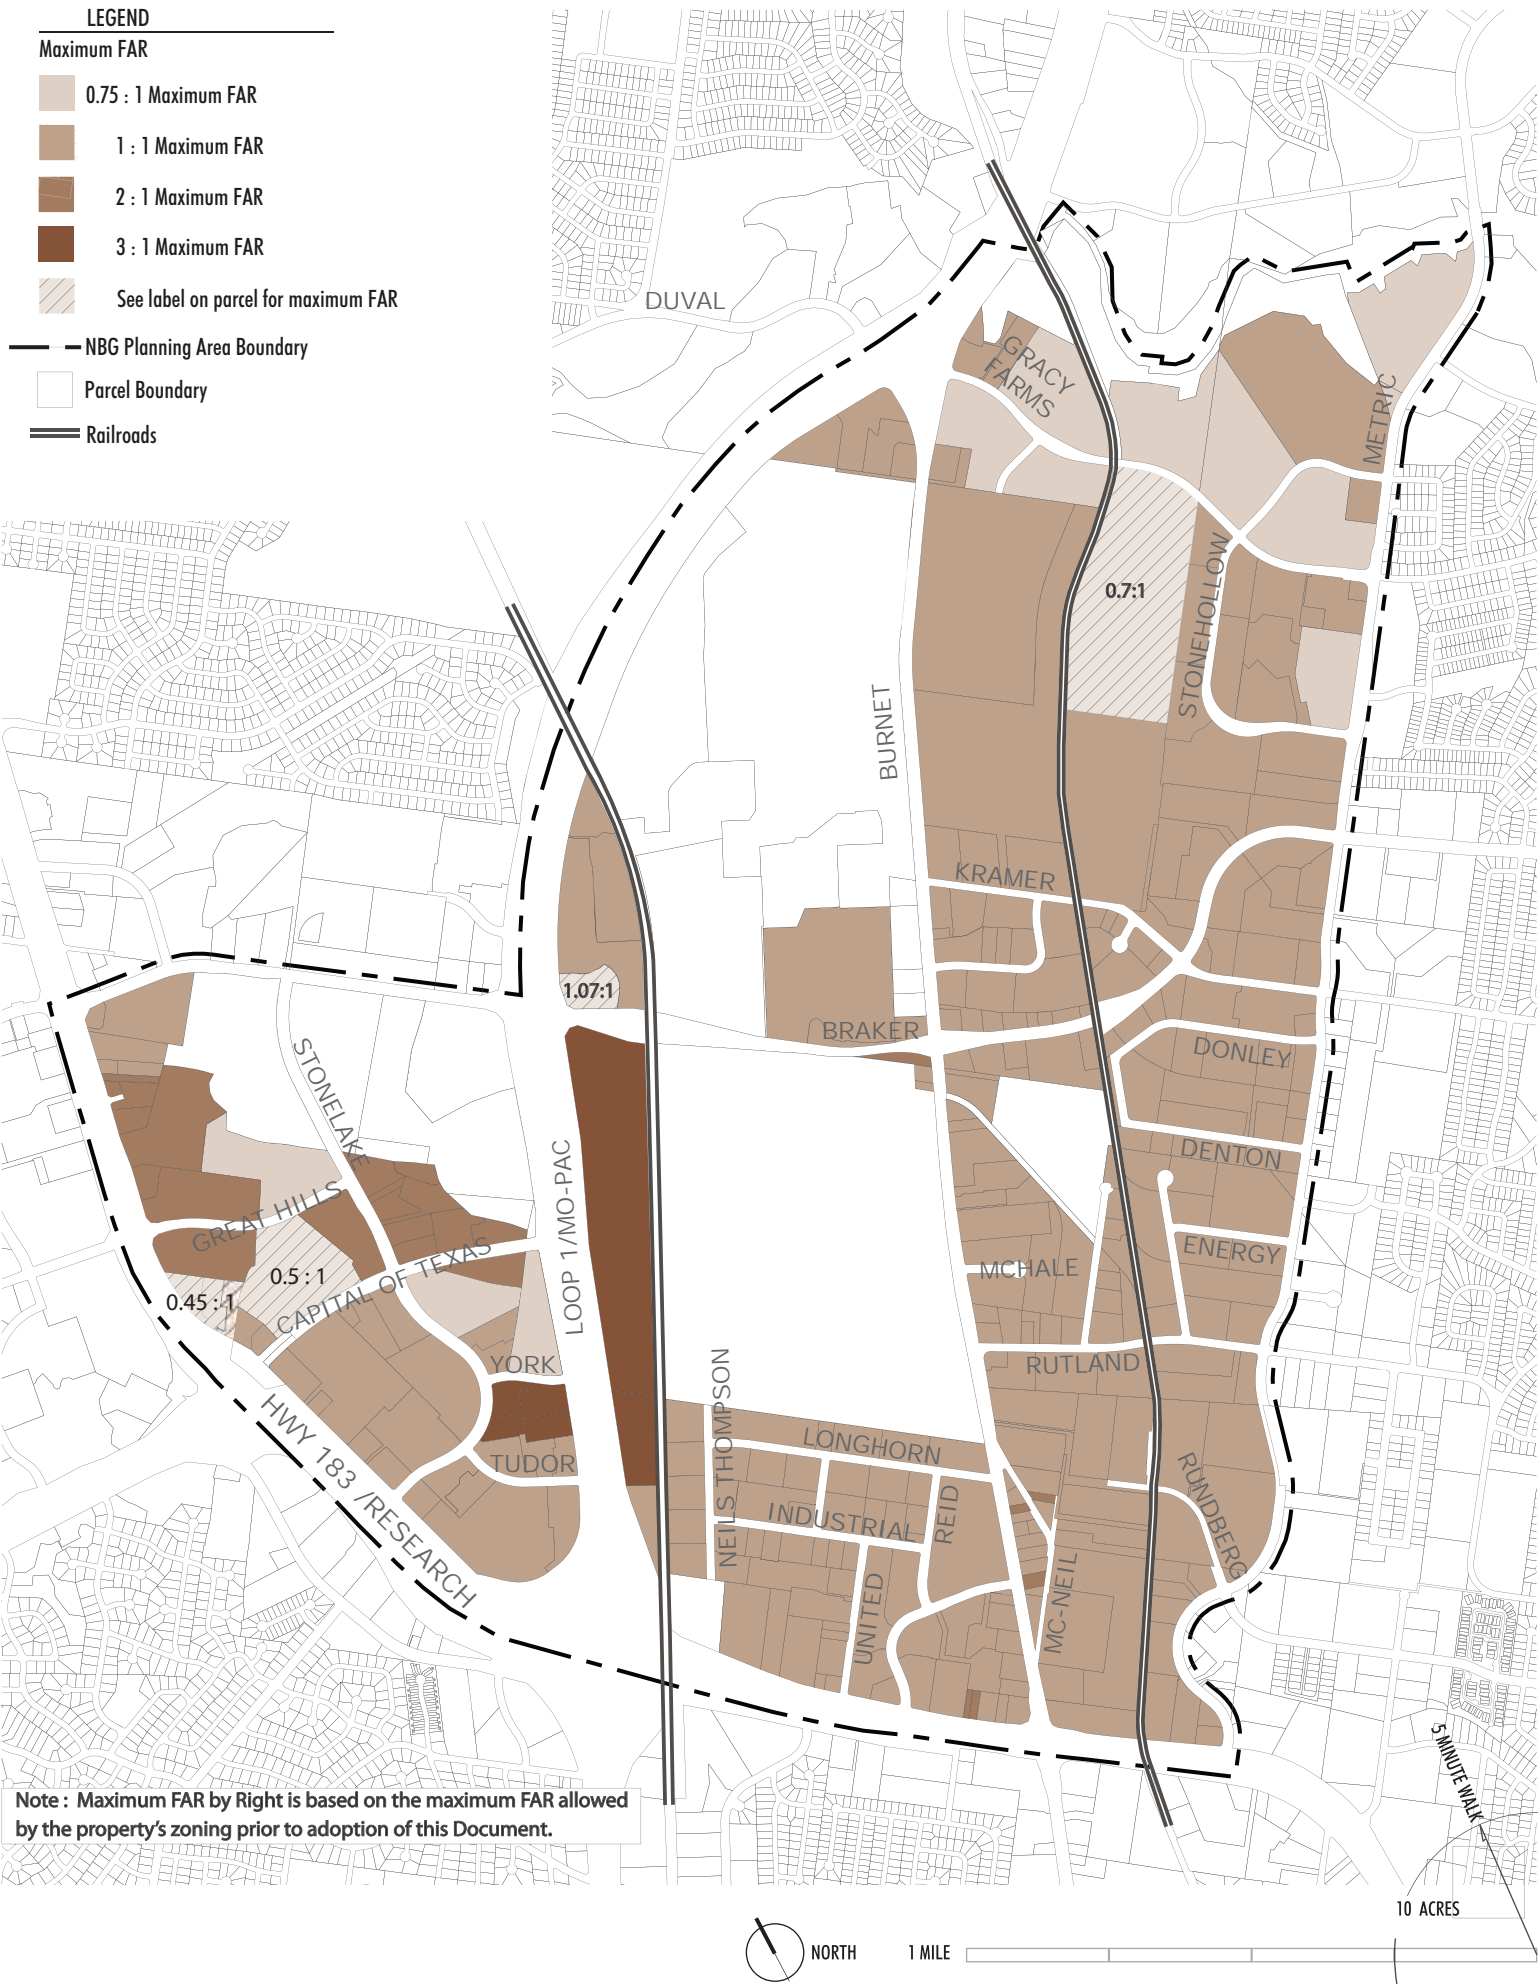 LEGEND
Maximum FAR
0.75 : 1 Maximum FAR
1 : 1 Maximum FAR
2 : 1 Maximum FAR
3 : 1 Maximum FAR
See label on parcel for maximum FAR
NBG Planning Area Boundary
Parcel Boundary
Railroads
DUVAL
GRACY
FARMS
METRIC
0.7:1
STONEHOLLOW
BURNET
KRAMER
1.07:1
BRAKER
DONLEY
STONELAKE
DENTON
LOOP 1/MO-PAC
GREAT HILLS
ENERGY
MCHALE
0.5 : 1
CAPITAL OF TEXAS
0.45 : 1
YORK
RUTLAND
NEILS THOMPSON
HWY 183 /RESEARCH
LONGHORN
TUDOR
RUNDBERG
INDUSTRIAL
REID
UNITED
MC-NEIL
5 MINUTE WALK
Note : Maximum FAR by Right is based on the maximum FAR allowed
by the property's zoning prior to adoption of this Document.
10 ACRES
NORTH
1 MILE